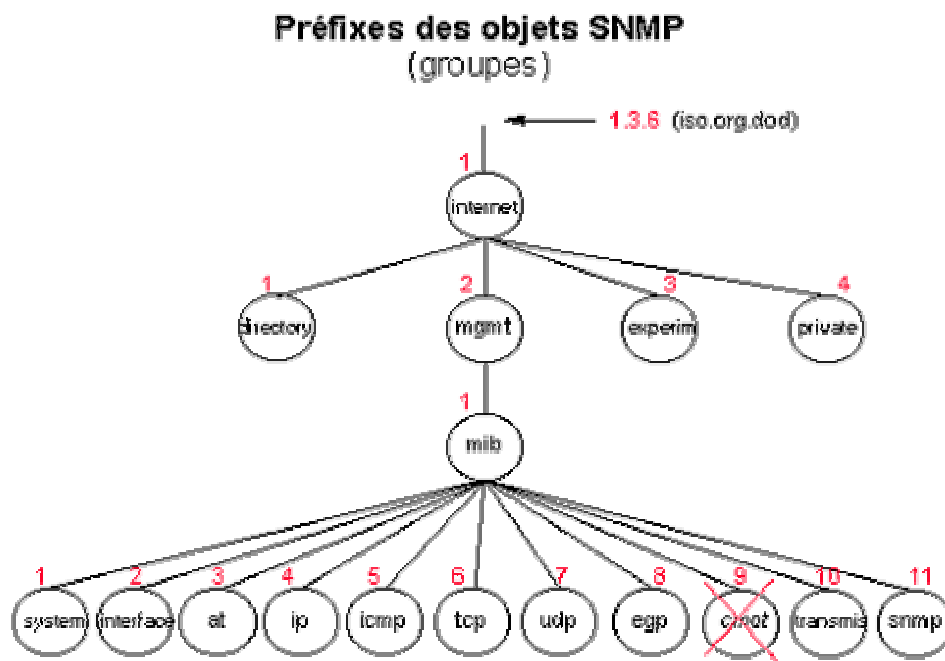 Préfixes des objets SNMP
(groupes)
1.3.6 (iso.org.dod)
1
internet
1 2 3 4
directory mgmt experim private
1
mib
1 2 3 4 5 6 7 8 9 10 11
system interface at ip icmp tcp udp egp cmot transmis snmp